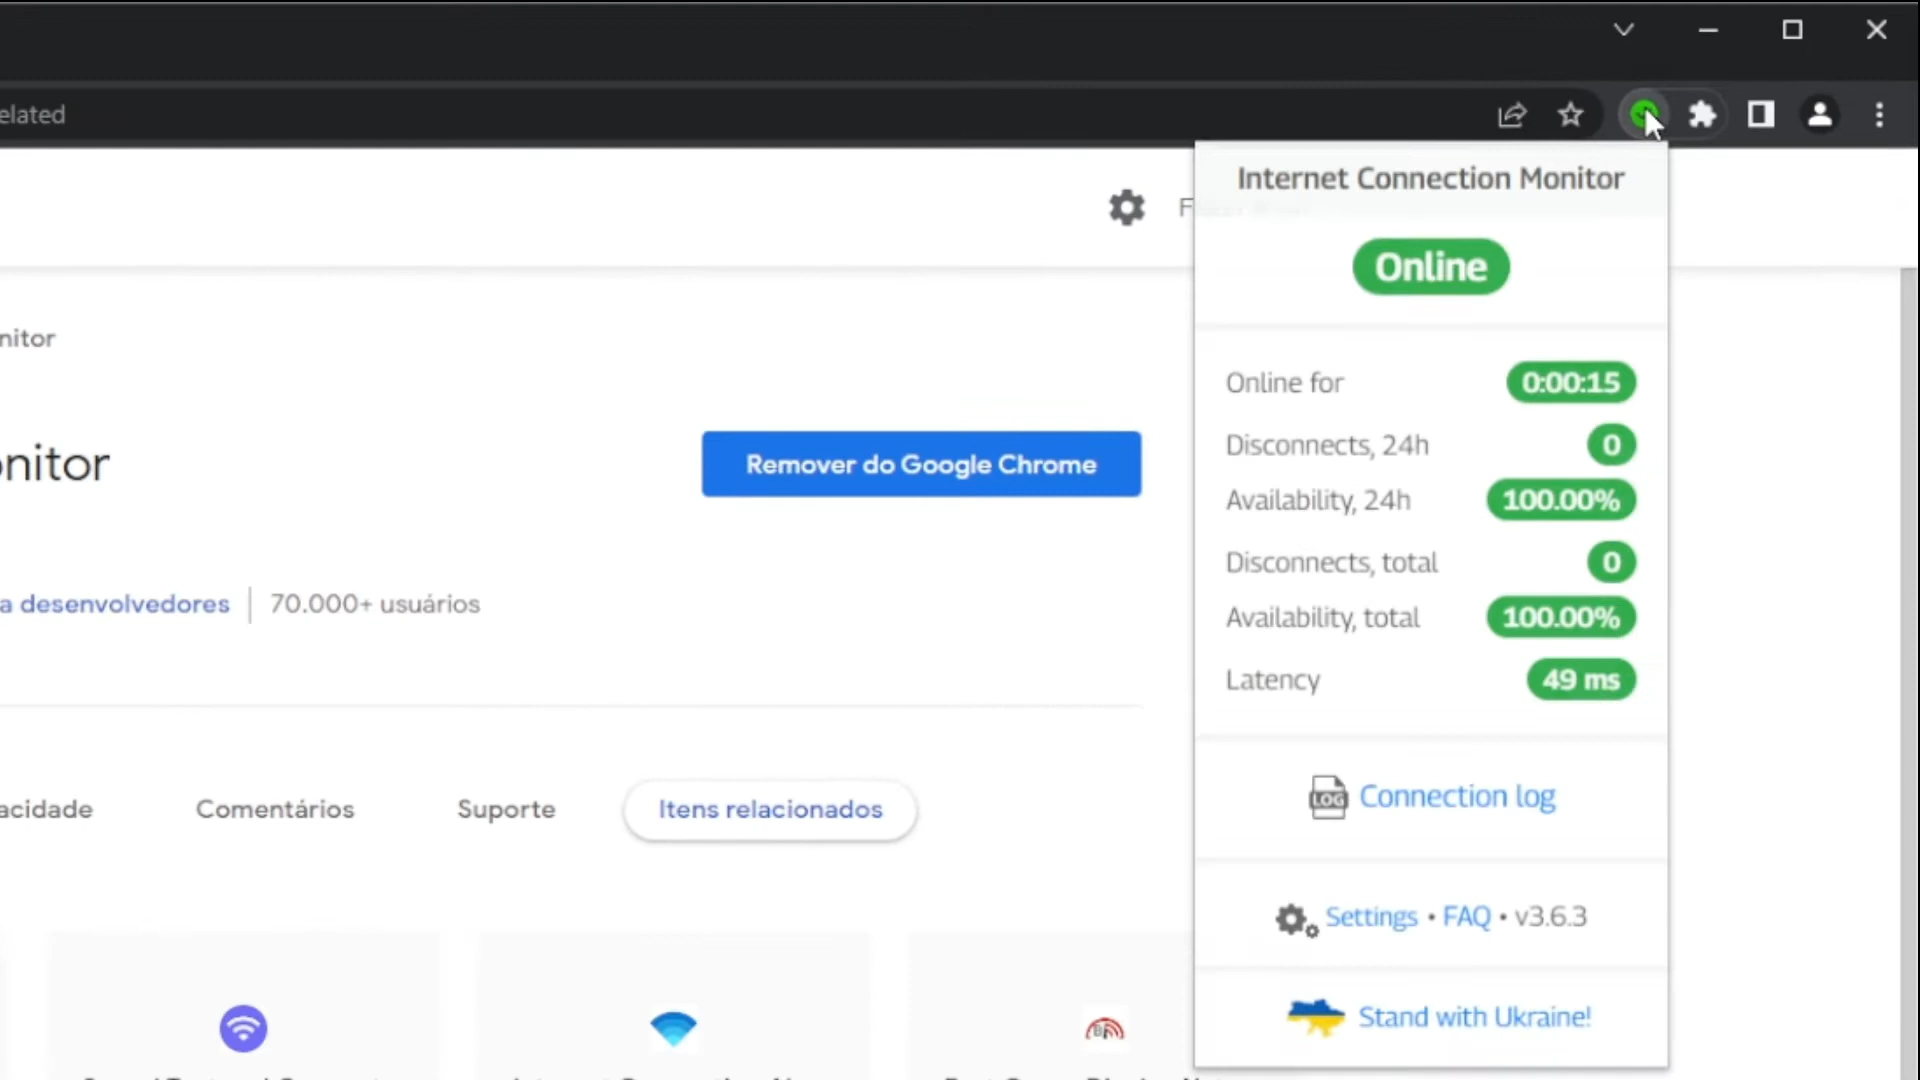 elated
Internet Connection Monitor
Online
nitor
Online for 0:00:15
Disconnects, 24h 0
onitor
Remover do Google Chrome
Availability, 24h 100.00%
Disconnects, total 0
a desenvolvedores | 70.000+ usuários
Availability, total 100.00%
Latency 49 ms
acidade Comentários Suporte Itens relacionados
LOG Connection log
Settings • FAQ • v3.6.3
Stand with Ukraine!